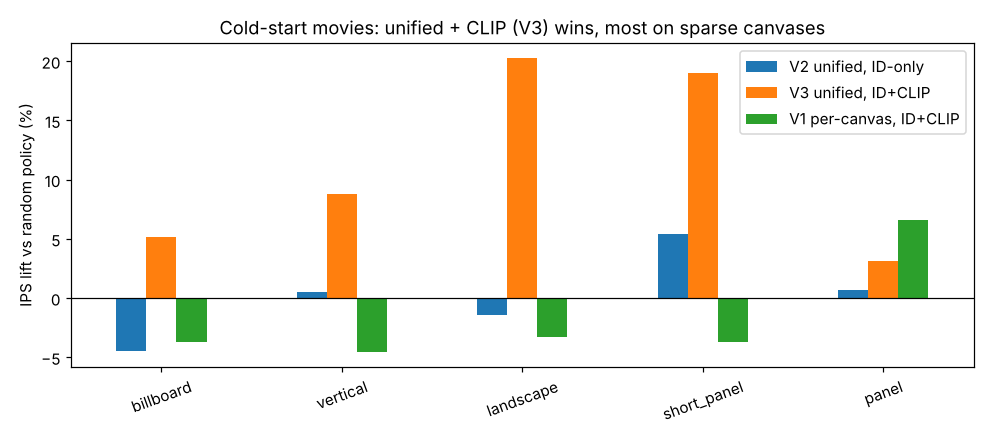 Cold-start movies: unified + CLIP (V3) wins, most on sparse canvases
IPS lift vs random policy (%)
20
15
10
5
0
−5
V2 unified, ID-only
V3 unified, ID+CLIP
V1 per-canvas, ID+CLIP
billboard
vertical
landscape
short_panel
panel